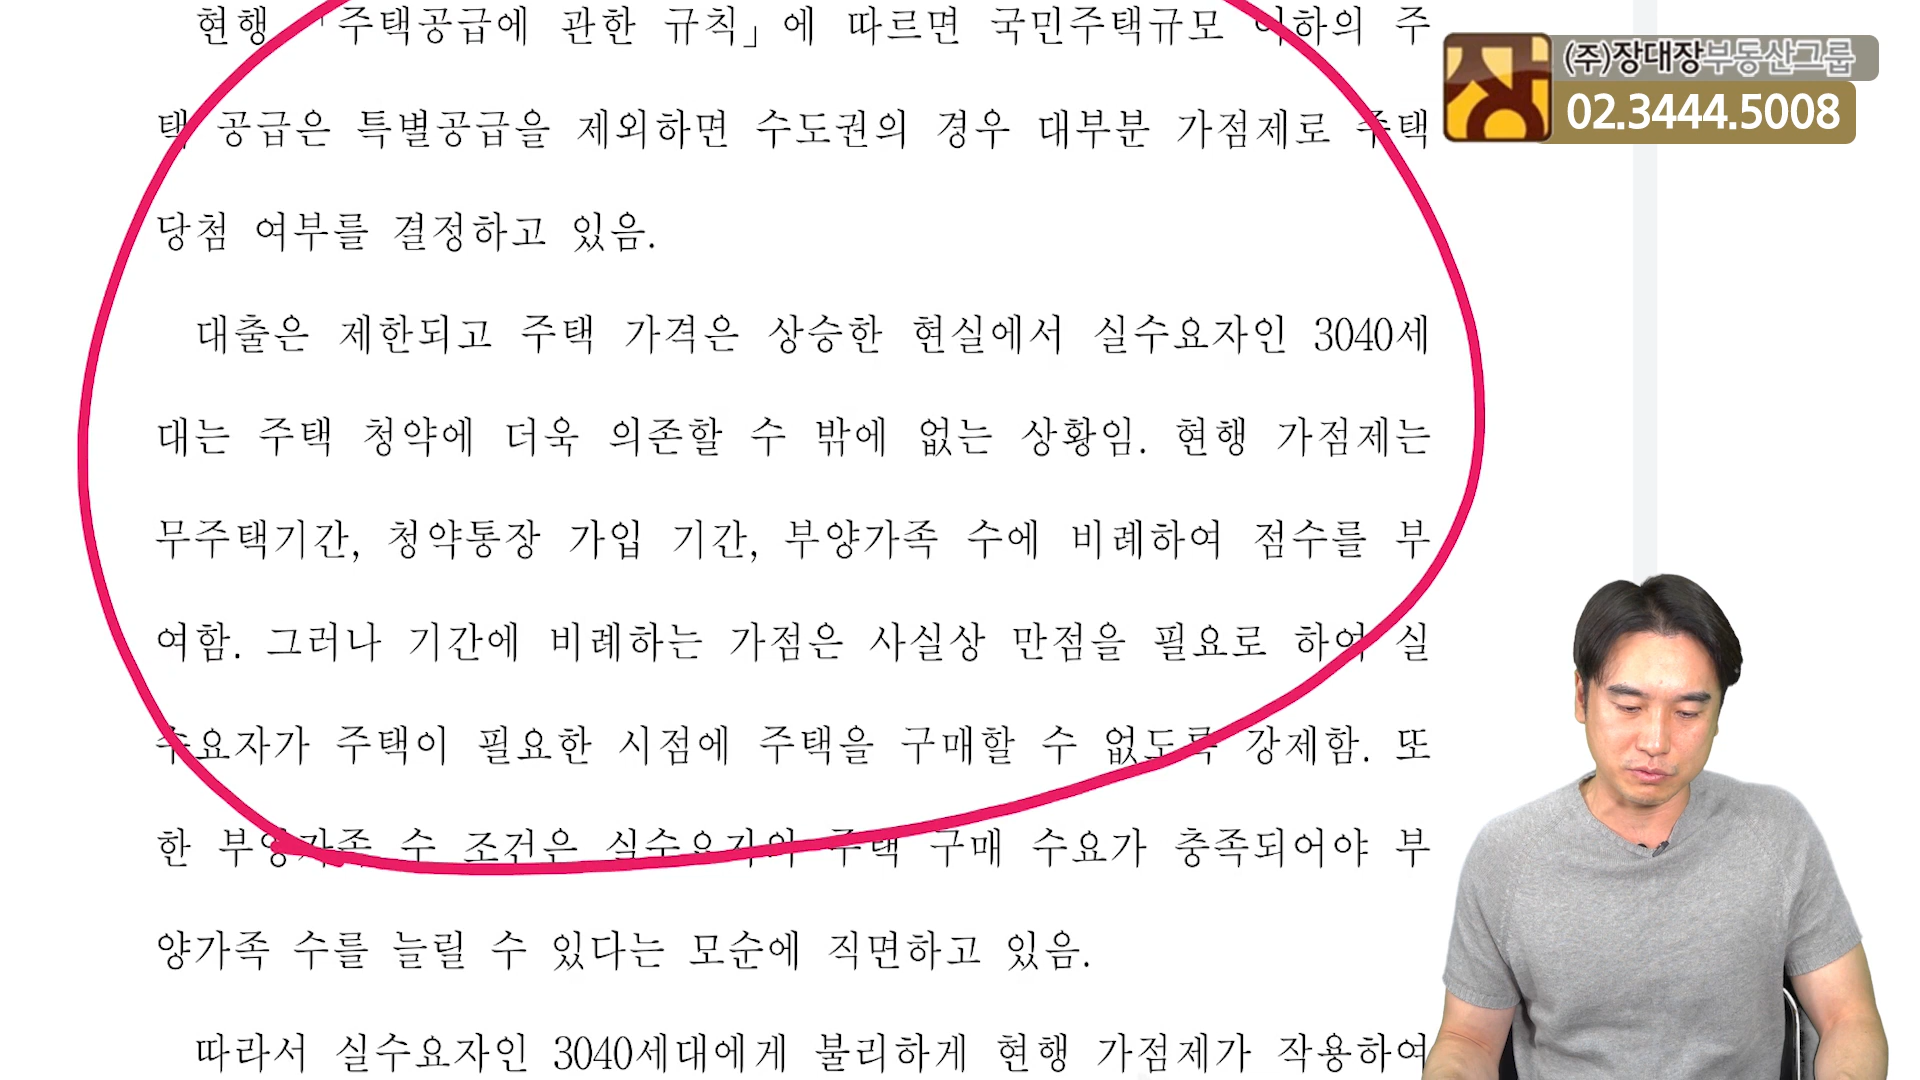 현행 「주택공급에 관한 규칙」에 따르면 국민주택규모 이하의 주
택 공급은 특별공급을 제외하면 수도권의 경우 대부분 가점제로 주택
당첨 여부를 결정하고 있음.
대출은 제한되고 주택 가격은 상승한 현실에서 실수요자인 3040세
대는 주택 청약에 더욱 의존할 수 밖에 없는 상황임. 현행 가점제는
무주택기간, 청약통장 가입 기간, 부양가족 수에 비례하여 점수를 부
여함. 그러나 기간에 비례하는 가점은 사실상 만점을 필요로 하여 실
수요자가 주택이 필요한 시점에 주택을 구매할 수 없도록 강제함. 또
한 부양가족 수 조건은 실수요자의 주택 구매 수요가 충족되어야 부
양가족 수를 늘릴 수 있다는 모순에 직면하고 있음.
따라서 실수요자인 3040세대에게 불리하게 현행 가점제가 작용하여
장
(주)장대장부동산그룹
02.3444.5008